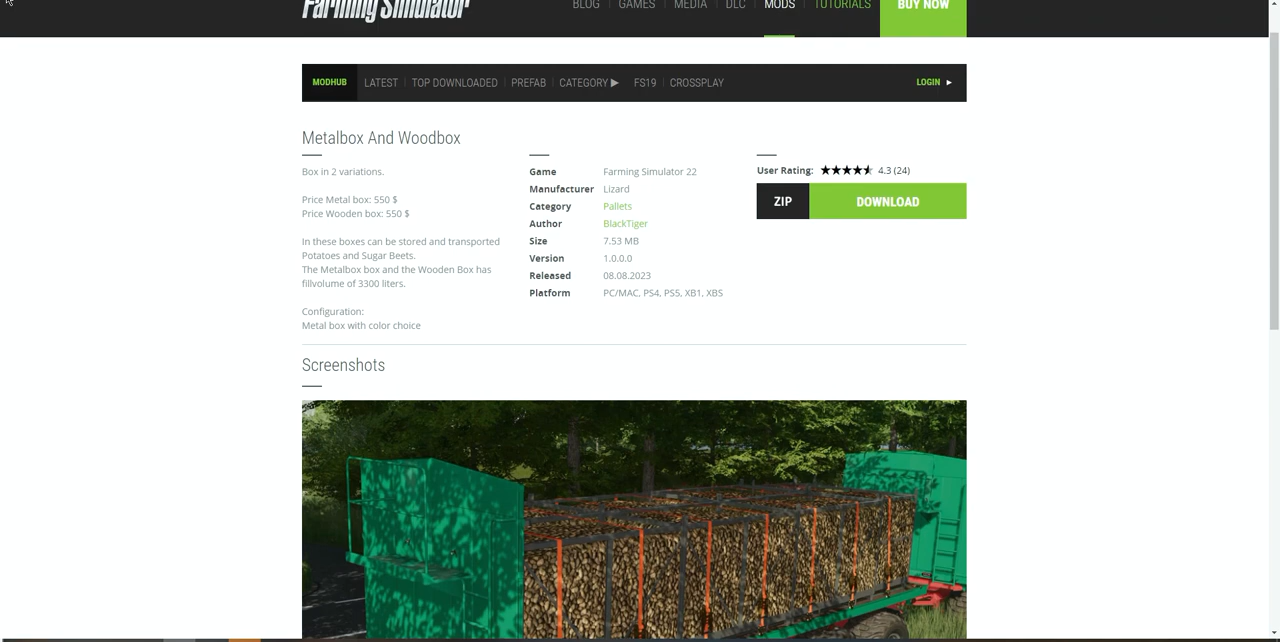 Farming Simulator
BLOG GAMES MEDIA DLC MODS TUTORIALS BUY NOW
MODHUB LATEST TOP DOWNLOADED PREFAB CATEGORY ▶ FS19 CROSSPLAY LOGIN ▶
Metalbox And Woodbox
Box in 2 variations.
Price Metal box: 550 $
Price Wooden box: 550 $
In these boxes can be stored and transported
Potatoes and Sugar Beets.
The Metalbox box and the Wooden Box has
fillvolume of 3300 liters.
Configuration:
Metal box with color choice
Game Farming Simulator 22
Manufacturer Lizard
Category Pallets
Author BlackTiger
Size 7.53 MB
Version 1.0.0.0
Released 08.08.2023
Platform PC/MAC, PS4, PS5, XB1, XBS
User Rating: 4.3 (24)
ZIP DOWNLOAD
Screenshots